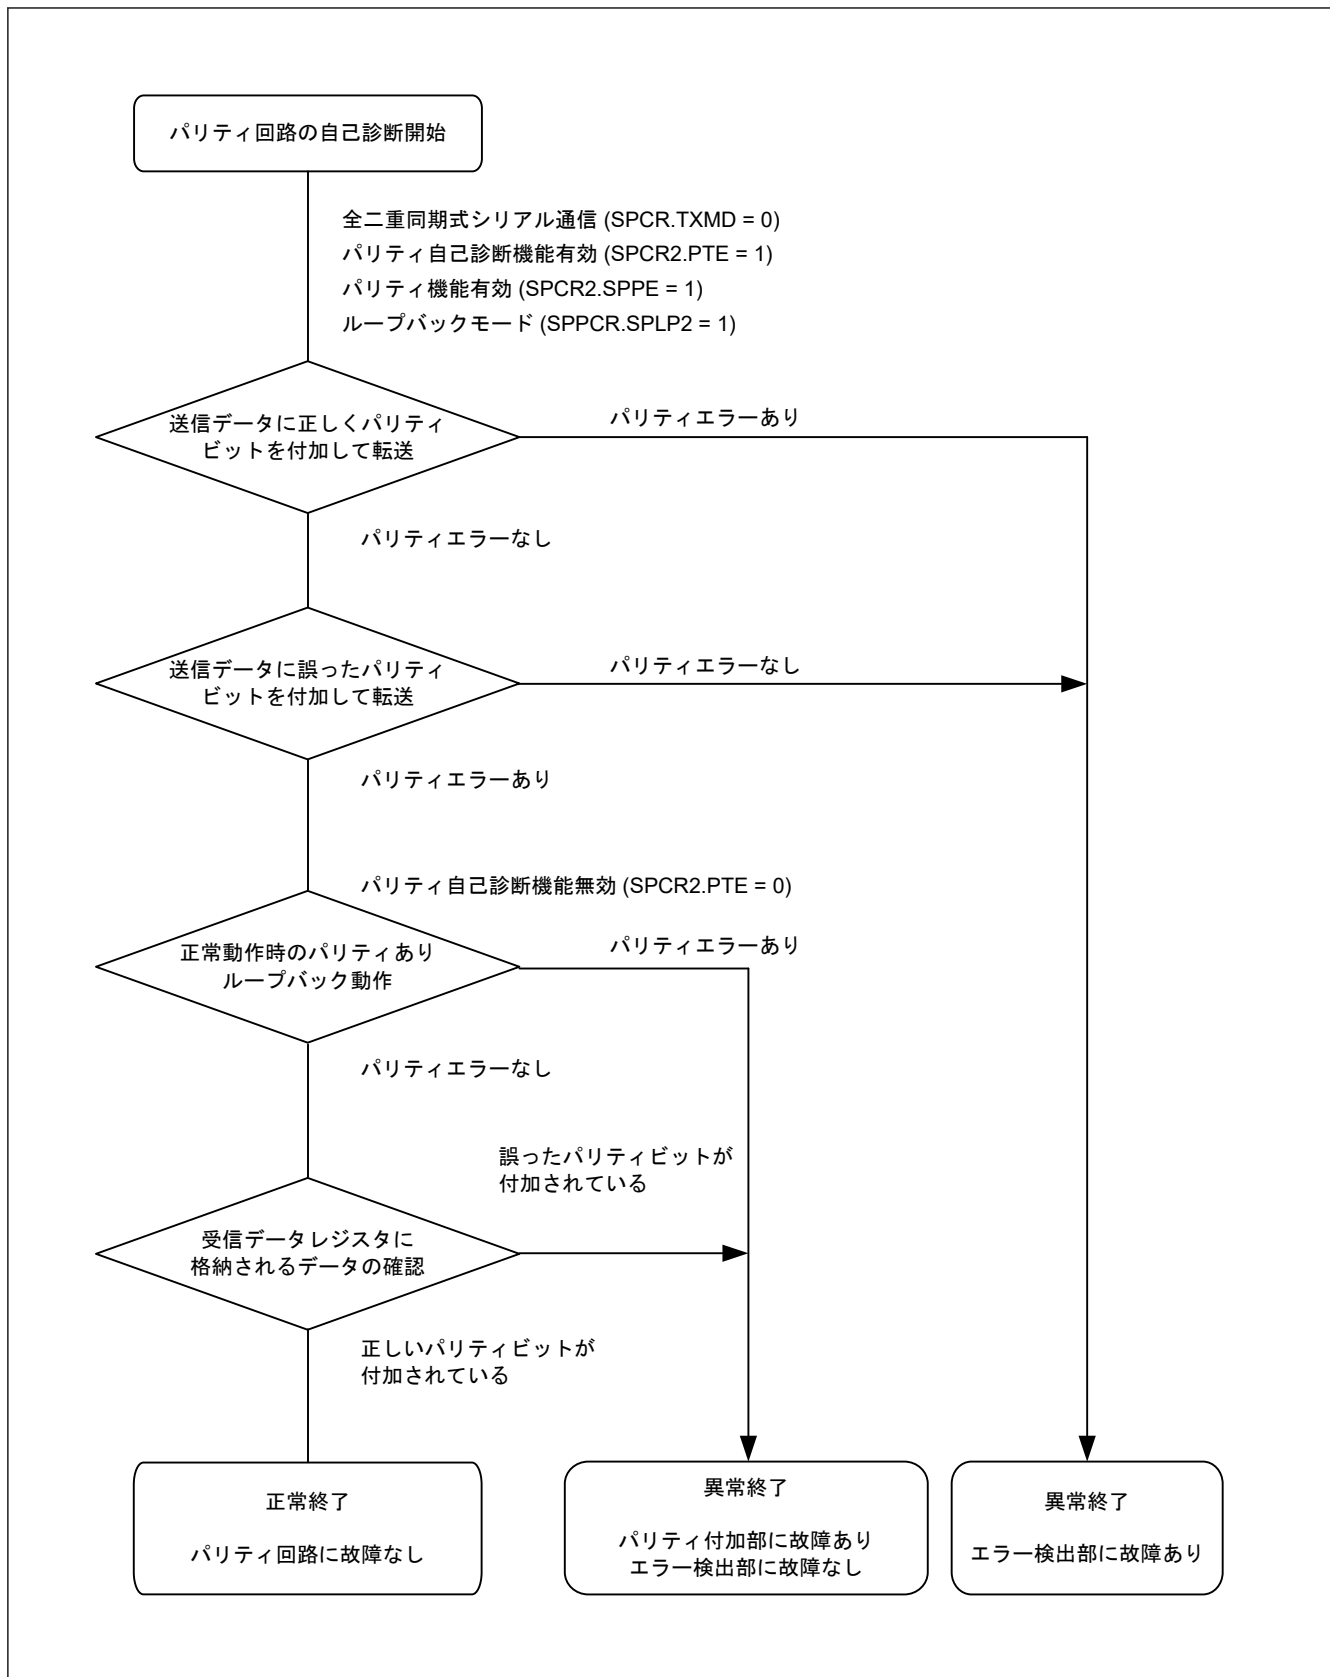 パリティ回路の自己診断開始
全二重同期式シリアル通信 (SPCR.TXMD = 0)
パリティ自己診断機能有効 (SPCR2.PTE = 1)
パリティ機能有効 (SPCR2.SPPE = 1)
ループバックモード (SPPCR.SPLP2 = 1)
送信データに正しくパリティ
ビットを付加して転送
パリティエラーあり
パリティエラーなし
送信データに誤ったパリティ
ビットを付加して転送
パリティエラーなし
パリティエラーあり
パリティ自己診断機能無効 (SPCR2.PTE = 0)
正常動作時のパリティあり
ループバック動作
パリティエラーあり
パリティエラーなし
誤ったパリティビットが
付加されている
受信データレジスタに
格納されるデータの確認
正しいパリティビットが
付加されている
正常終了
パリティ回路に故障なし
異常終了
パリティ付加部に故障あり
エラー検出部に故障なし
異常終了
エラー検出部に故障あり